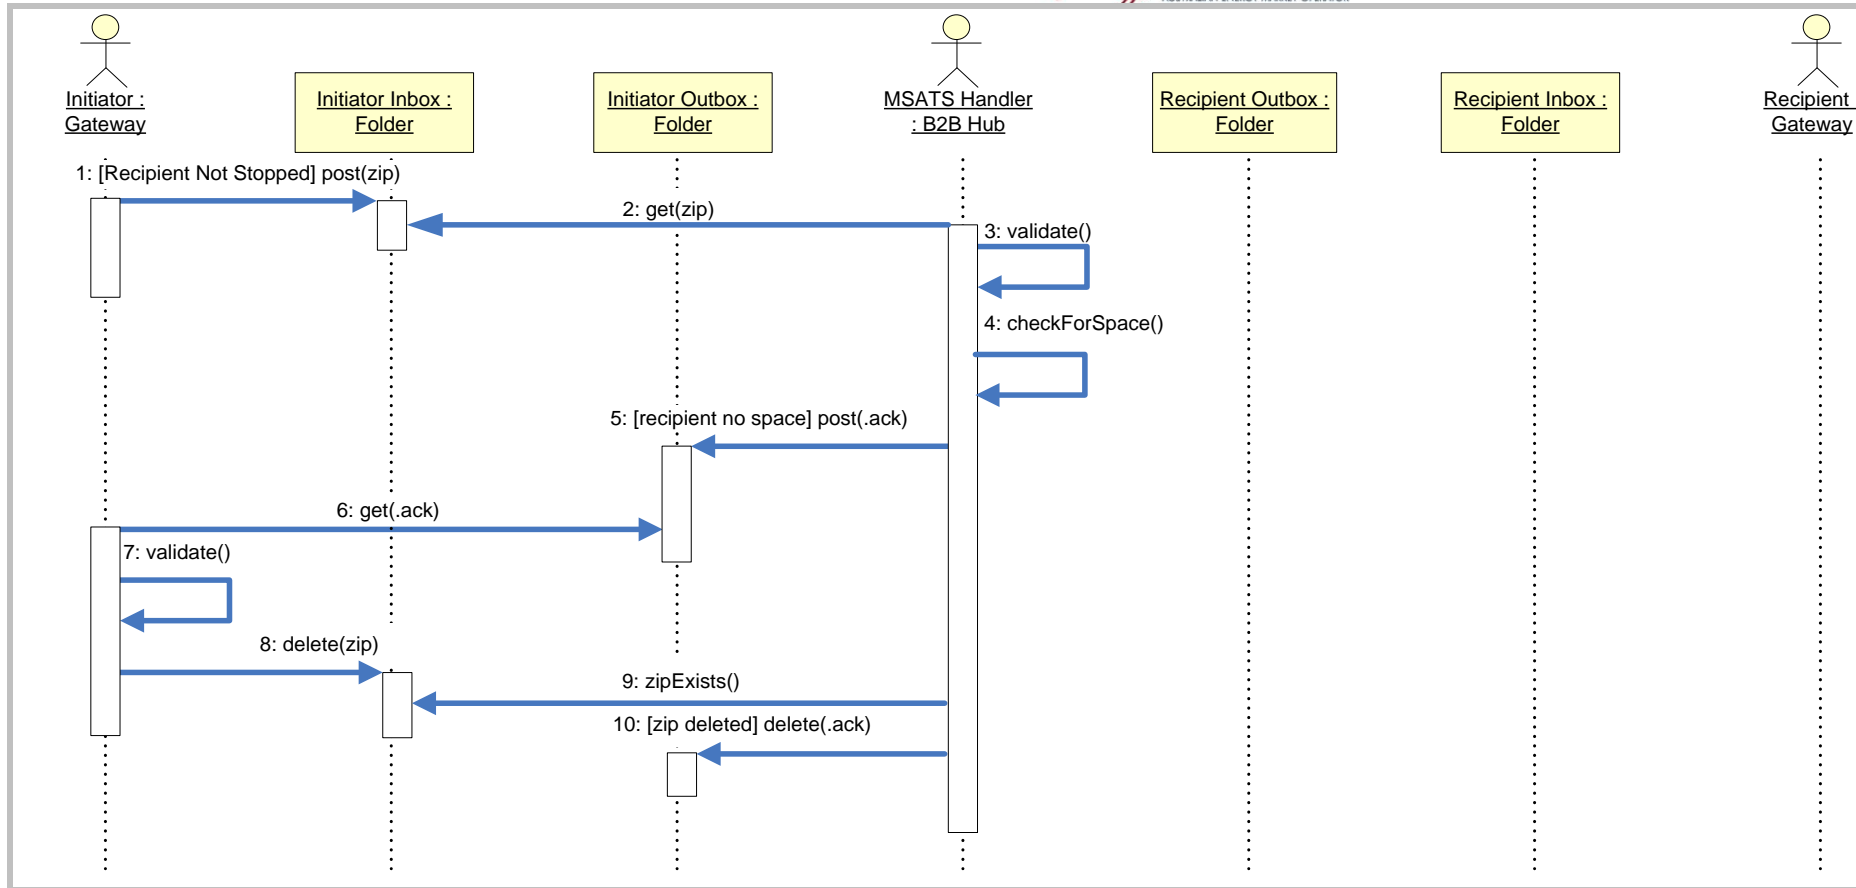 Initiator :
Gateway
Initiator Inbox :
Folder
Initiator Outbox :
Folder
MSATS Handler
: B2B Hub
Recipient Outbox :
Folder
Recipient Inbox :
Folder
Recipient
Gateway
1: [Recipient Not Stopped] post(zip)
2: get(zip)
3: validate()
4: checkForSpace()
5: [recipient no space] post(.ack)
6: get(.ack)
7: validate()
8: delete(zip)
9: zipExists()
10: [zip deleted] delete(.ack)